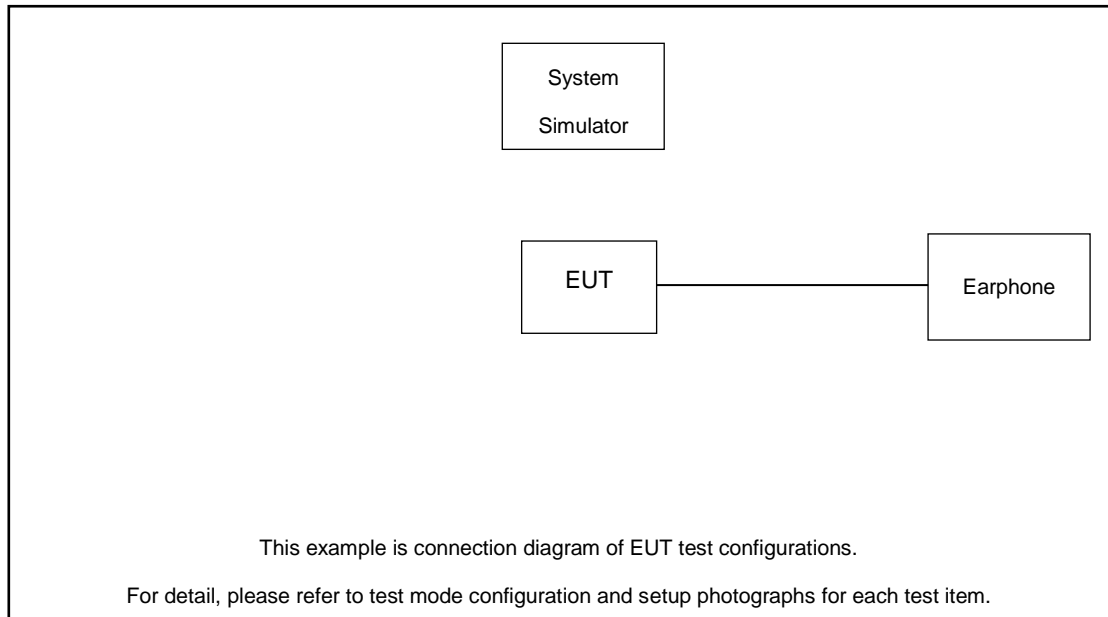 System
Simulator
EUT
Earphone
This example is connection diagram of EUT test configurations.
For detail, please refer to test mode configuration and setup photographs for each test item.